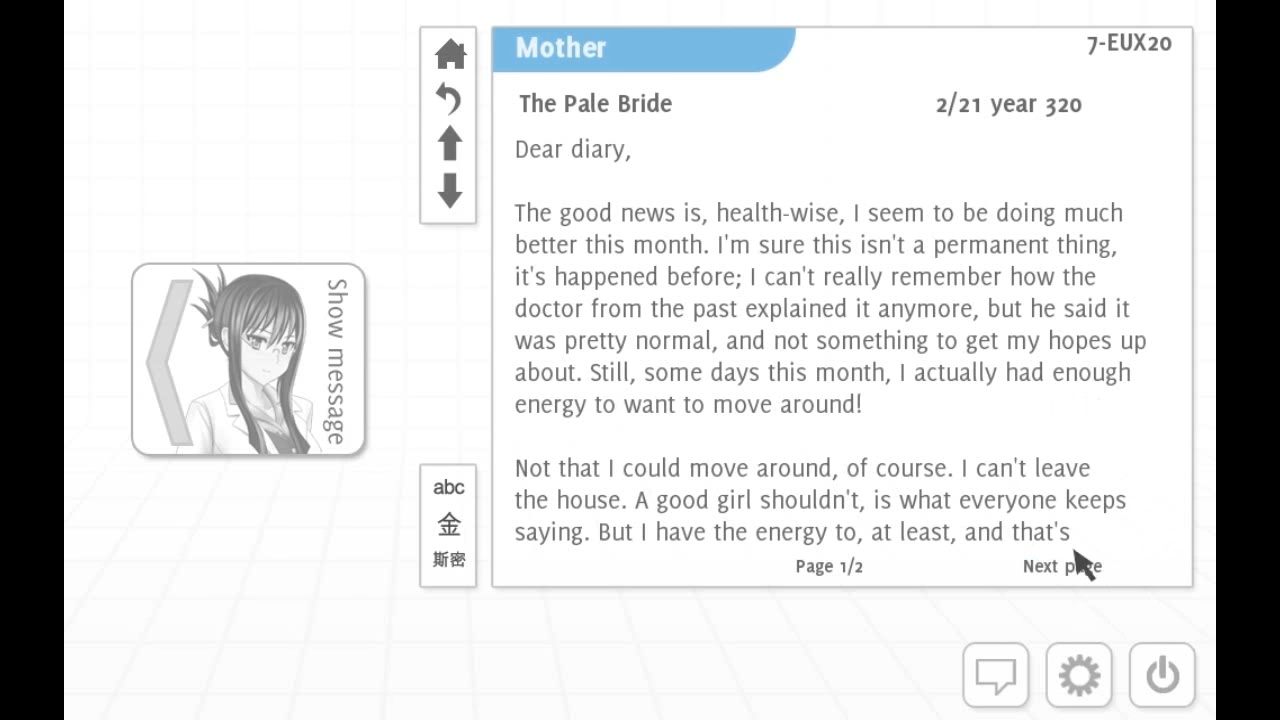 Mother
7-EUX20
The Pale Bride
2/21 year 320
Dear diary,
The good news is, health-wise, I seem to be doing much
better this month. I'm sure this isn't a permanent thing,
it's happened before; I can't really remember how the
doctor from the past explained it anymore, but he said it
was pretty normal, and not something to get my hopes up
about. Still, some days this month, I actually had enough
energy to want to move around!
Not that I could move around, of course. I can't leave
the house. A good girl shouldn't, is what everyone keeps
saying. But I have the energy to, at least, and that's
Page 1/2
Next page
Show message
abc
金
斯密